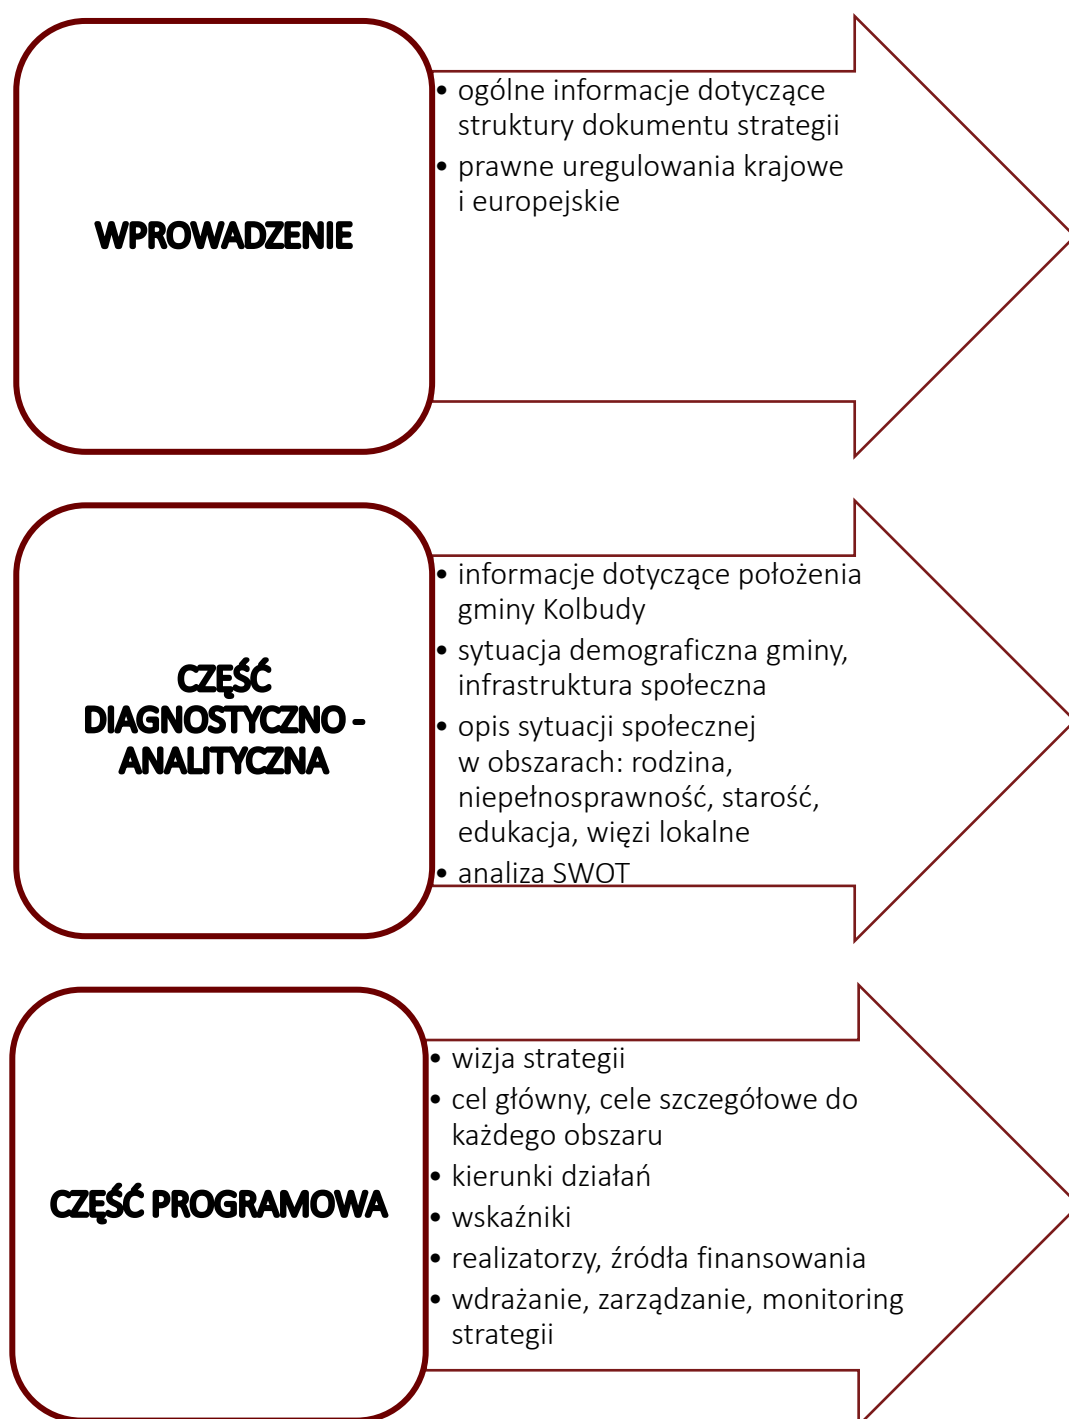 WPROWADZENIE
• ogólne informacje dotyczące
struktury dokumentu strategii
• prawne uregulowania krajowe
i europejskie
CZĘŚĆ
DIAGNOSTYCZNO -
ANALITYCZNA
• informacje dotyczące położenia
gminy Kolbudy
• sytuacja demograficzna gminy,
infrastruktura społeczna
• opis sytuacji społecznej
w obszarach: rodzina,
niepełnosprawność, starość,
edukacja, więzi lokalne
• analiza SWOT
CZĘŚĆ PROGRAMOWA
• wizja strategii
• cel główny, cele szczegółowe do
każdego obszaru
• kierunki działań
• wskaźniki
• realizatorzy, źródła finansowania
• wdrażanie, zarządzanie, monitoring
strategii